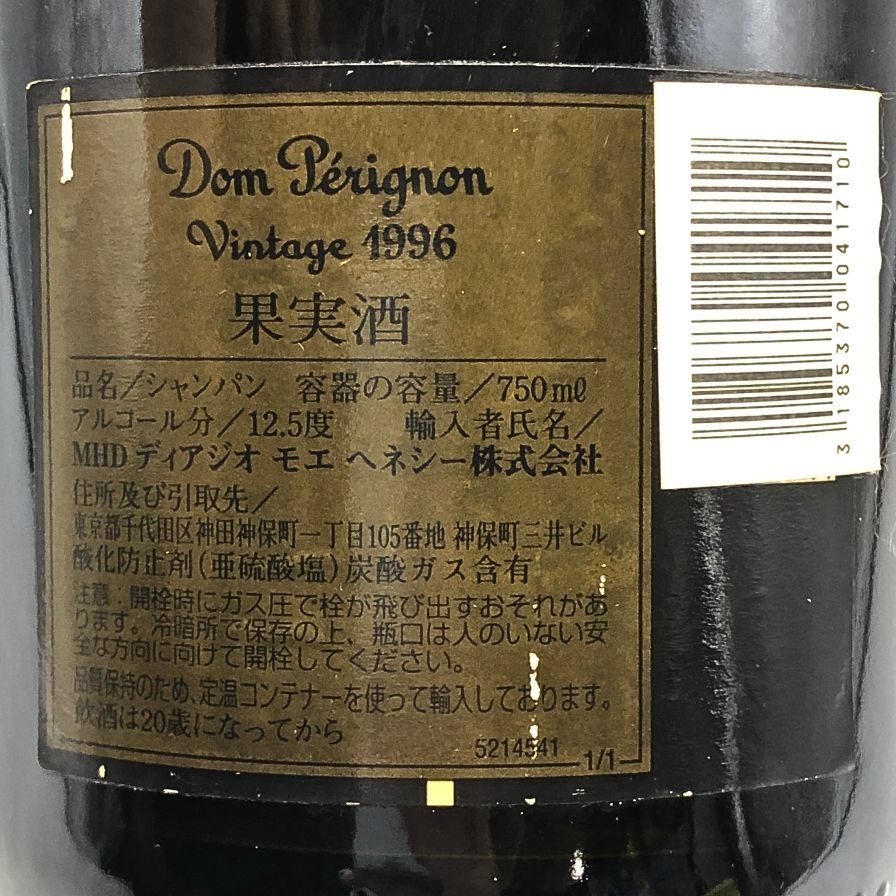 Dom Pérignon
Vintage 1996
果実酒
品名／シャンパン 容器の容量／750mℓ
アルコール分／12.5度 輸入者氏名／
MHD ディアジオ モエ ヘネシー株式会社
住所及び引取先／
東京都千代田区神田神保町一丁目105番地 神保町三井ビル
酸化防止剤(亜硫酸塩)炭酸ガス含有
注意：開栓時にガス圧で栓が飛び出すおそれがあ
ります。冷暗所で保存の上、瓶口は人のいない安
全な方向に向けて開栓してください。
品質保持のため、定温コンテナーを使って輸入しております。
飲酒は20歳になってから
5214541
1/1
3 185370 041710